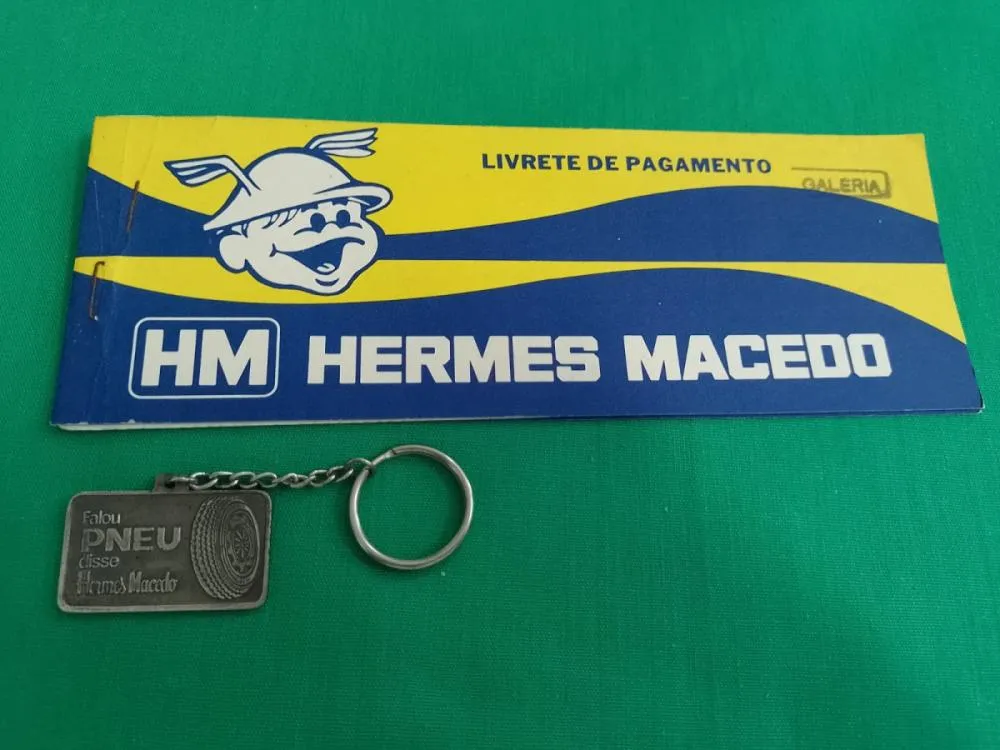 LIVRETE DE PAGAMENTO
GALERIA
HM HERMES MACEDO
Falou
PNEU
disse
Hermes Macedo